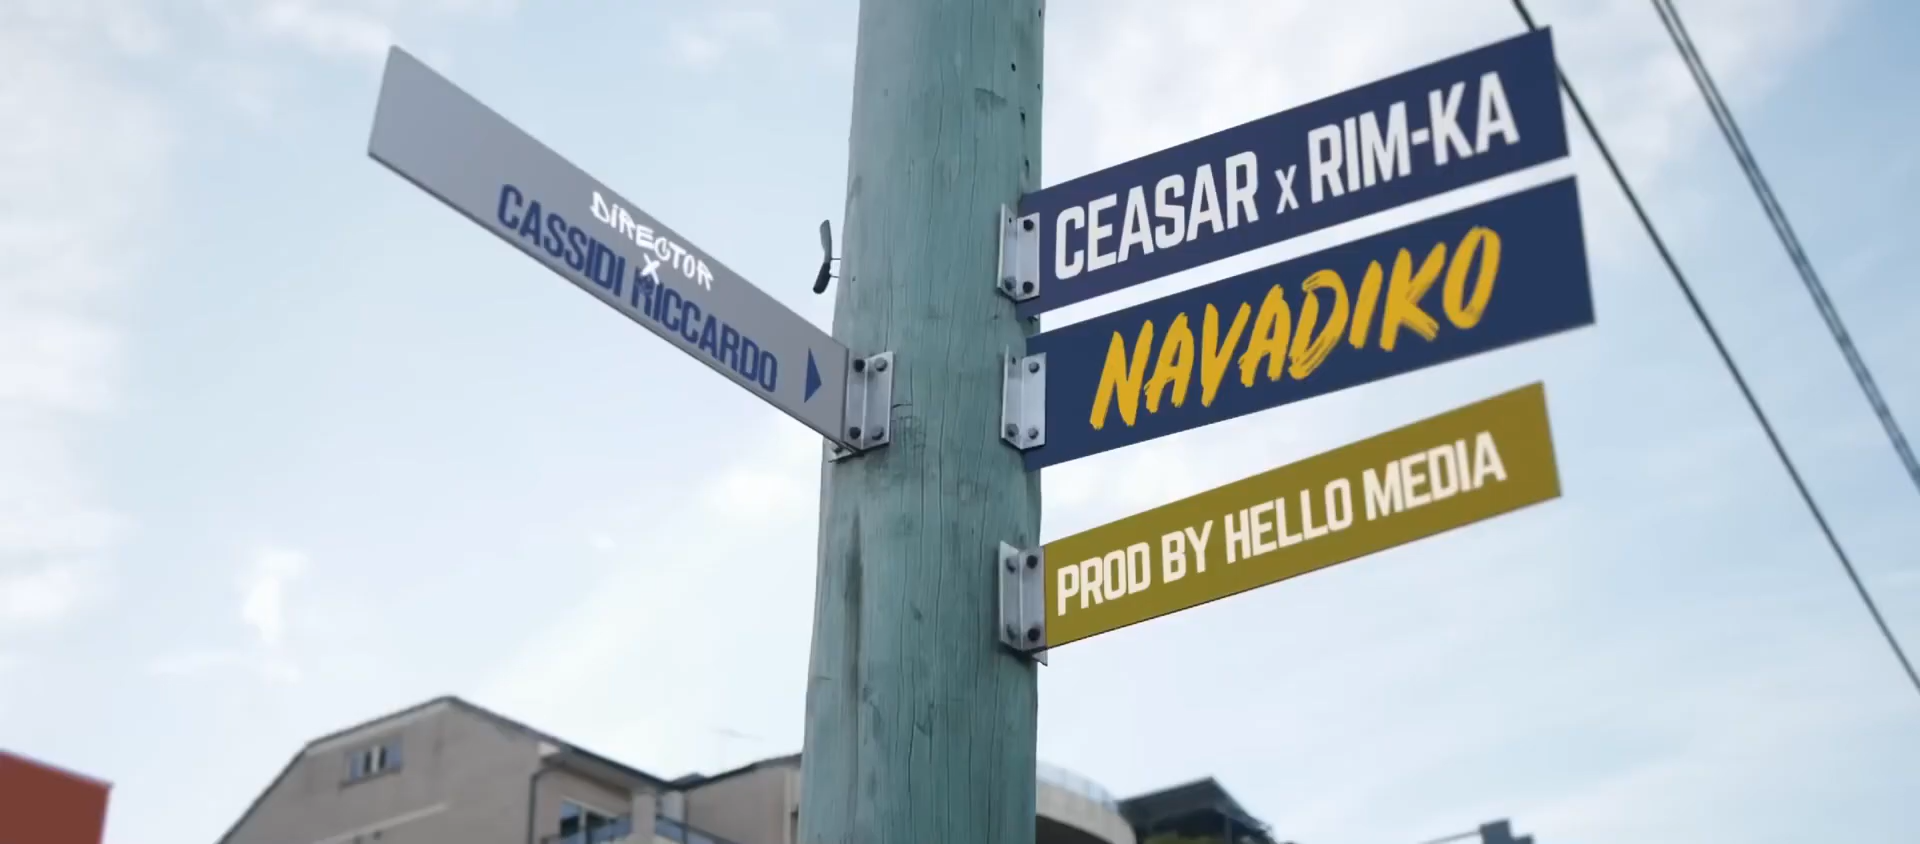 DIRECTOR
X
CASSIDI RICCARDO
CEASAR X RIM-KA
NAVADIKO
PROD BY HELLO MEDIA